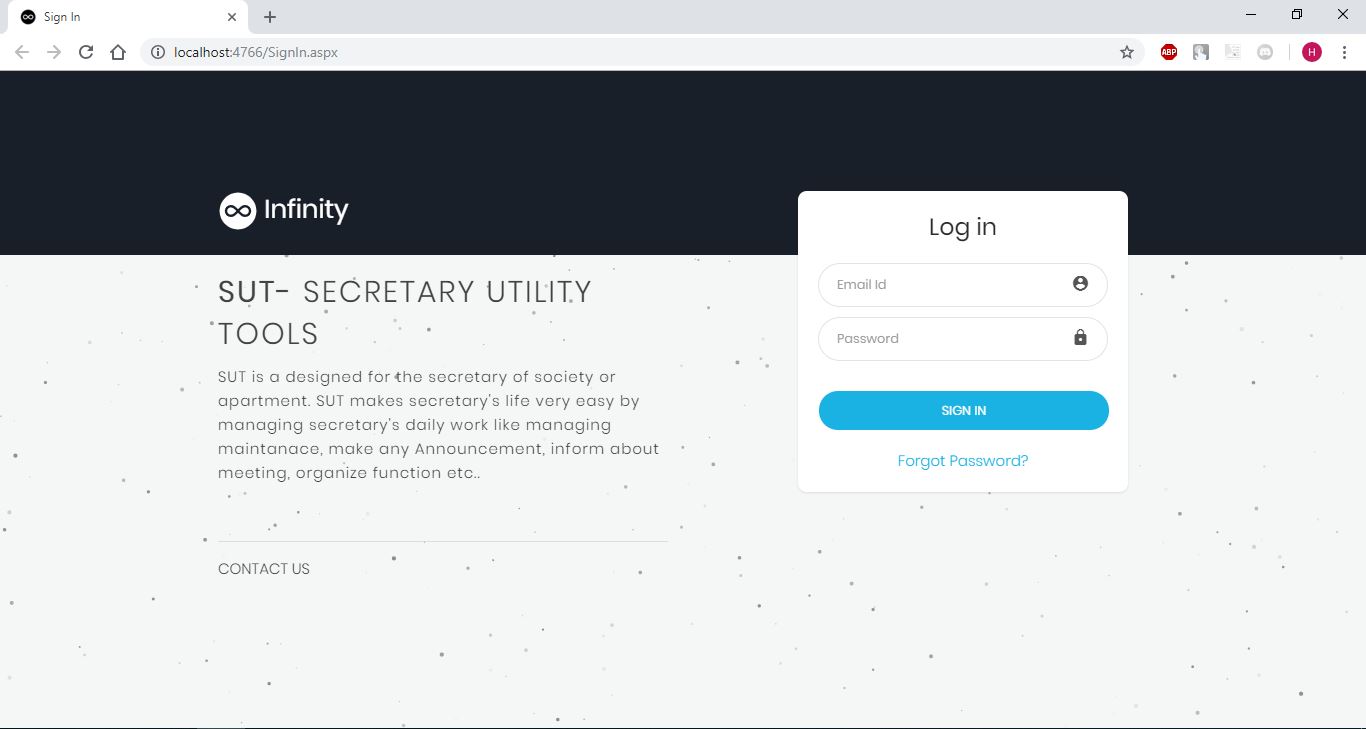 Sign In
localhost:4766/SignIn.aspx
ABP
H
Infinity
Log in
Email Id
Password
SIGN IN
Forgot Password?
SUT- SECRETARY UTILITY
TOOLS
SUT is a designed for the secretary of society or
apartment. SUT makes secretary's life very easy by
managing secretary's daily work like managing
maintanace, make any Announcement, inform about
meeting, organize function etc..
CONTACT US